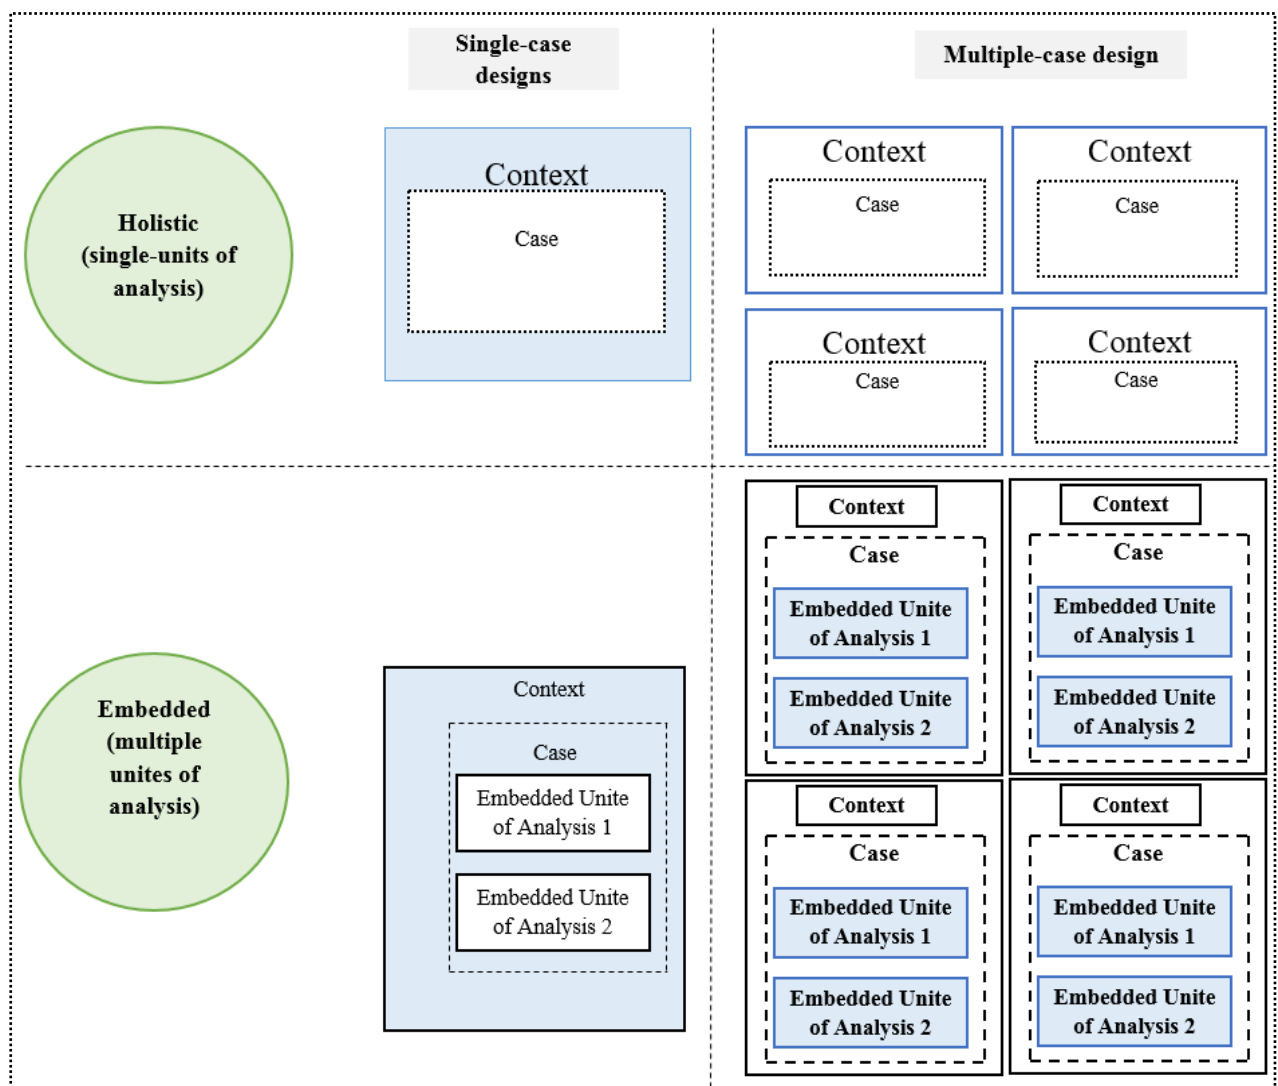 Single-case
designs
Multiple-case design
Holistic
(single-units of
analysis)
Context
Case
Context
Case
Context
Case
Context
Case
Context
Case
Embedded
(multiple
unites of
analysis)
Context
Case
Embedded Unite
of Analysis 1
Embedded Unite
of Analysis 2
Context
Case
Embedded Unite
of Analysis 1
Embedded Unite
of Analysis 2
Context
Case
Embedded Unite
of Analysis 1
Embedded Unite
of Analysis 2
Context
Case
Embedded Unite
of Analysis 1
Embedded Unite
of Analysis 2
Context
Case
Embedded Unite
of Analysis 1
Embedded Unite
of Analysis 2